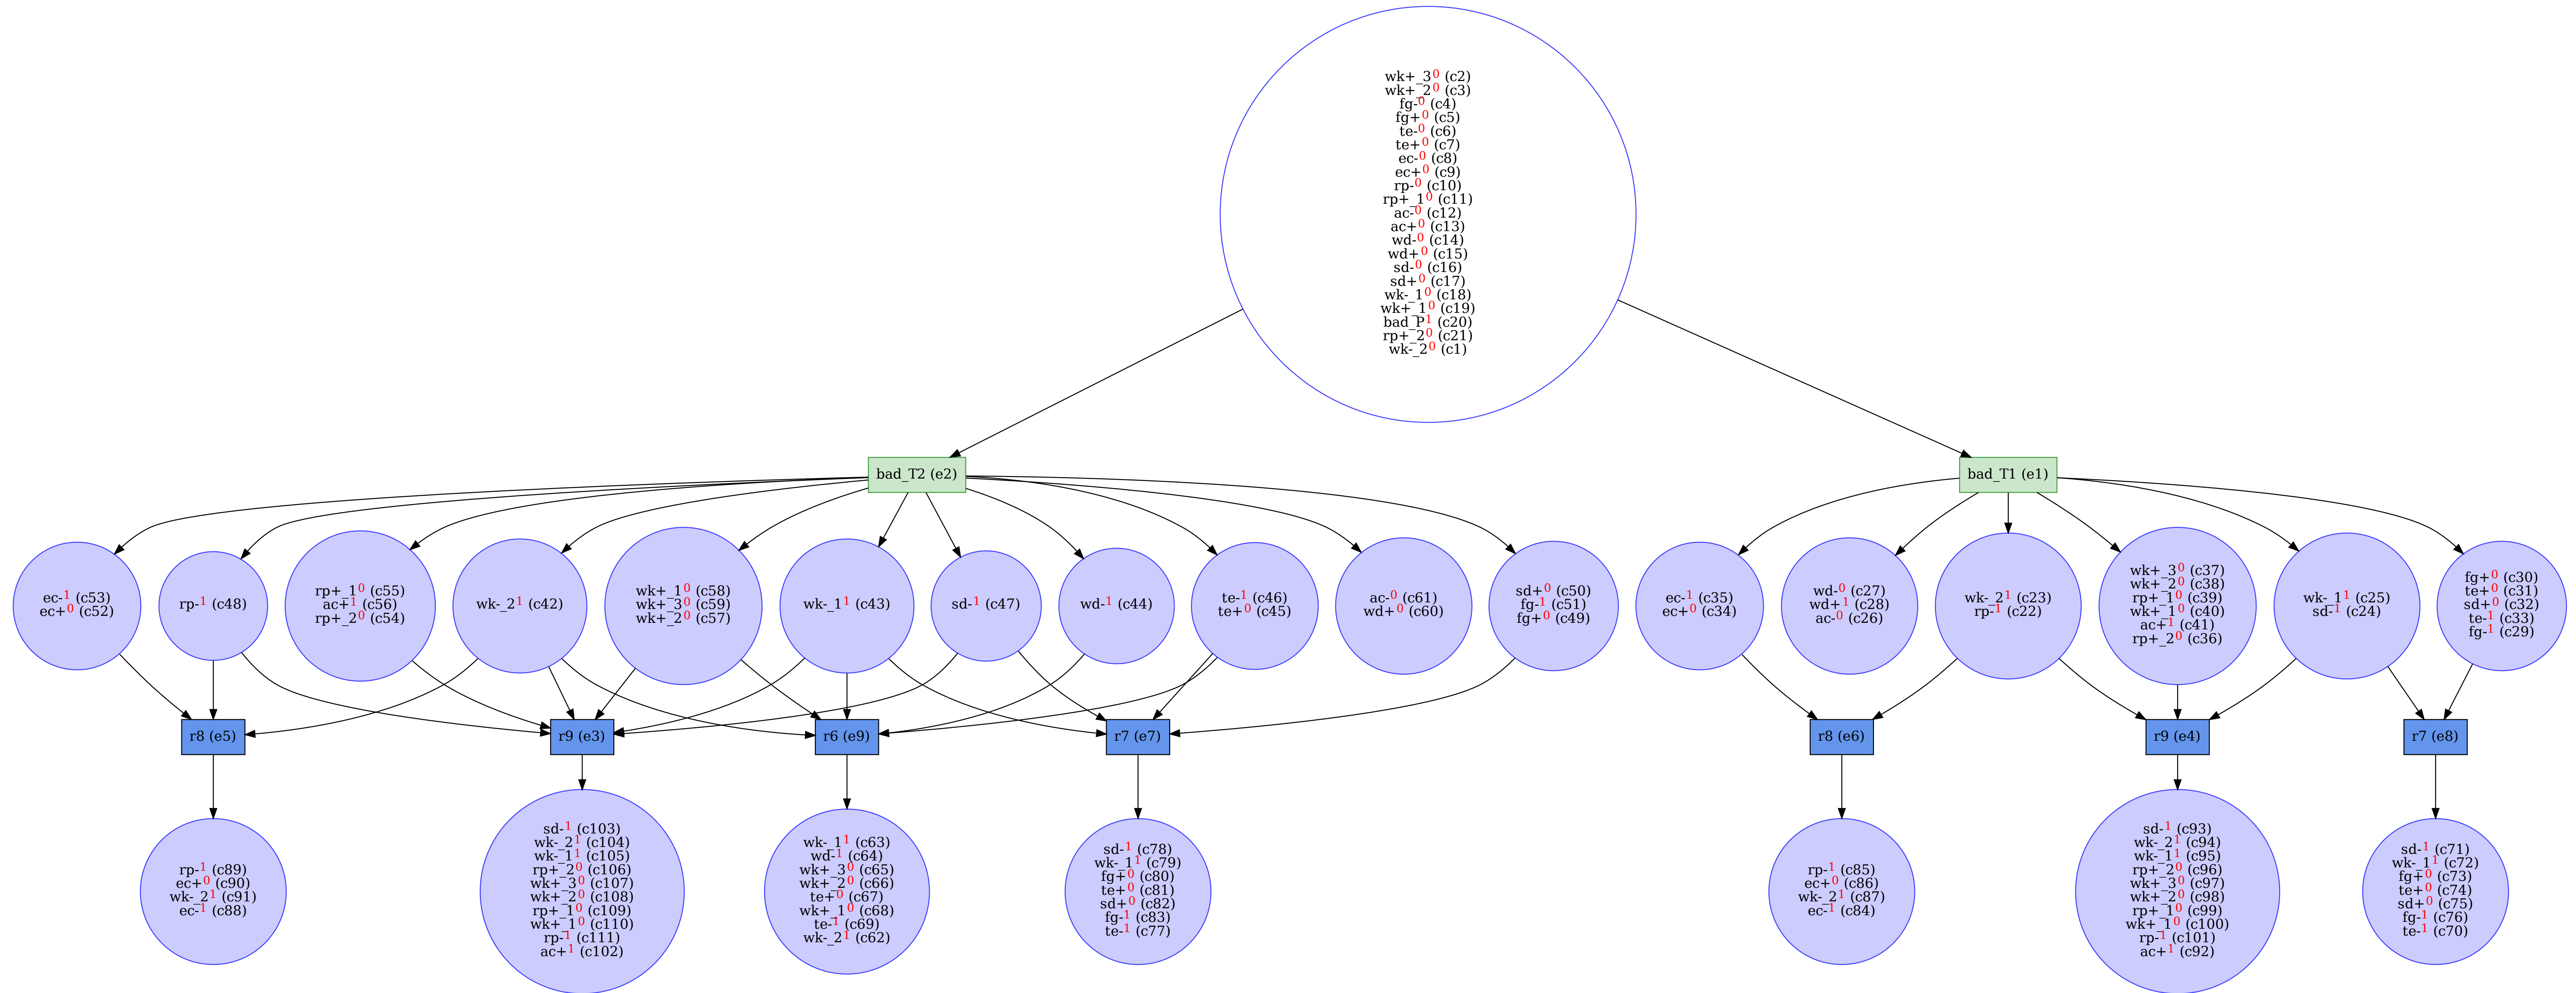 wk+_3⁰ (c2)
wk+_2⁰ (c3)
fg-⁰ (c4)
fg+⁰ (c5)
te-⁰ (c6)
te+⁰ (c7)
ec-⁰ (c8)
ec+⁰ (c9)
rp-⁰ (c10)
rp+_1⁰ (c11)
ac-⁰ (c12)
ac+⁰ (c13)
wd-⁰ (c14)
wd+⁰ (c15)
sd-⁰ (c16)
sd+⁰ (c17)
wk-_1⁰ (c18)
wk+_1⁰ (c19)
bad_P¹ (c20)
rp+_2⁰ (c21)
wk-_2⁰ (c1)
bad_T2 (e2)
bad_T1 (e1)
ec-¹ (c53)
ec+⁰ (c52)
rp-¹ (c48)
rp+_1⁰ (c55)
ac+¹ (c56)
rp+_2⁰ (c54)
wk-_2¹ (c42)
wk+_1⁰ (c58)
wk+_3⁰ (c59)
wk+_2⁰ (c57)
wk-_1¹ (c43)
sd-¹ (c47)
wd-¹ (c44)
te-¹ (c46)
te+⁰ (c45)
ac-⁰ (c61)
wd+⁰ (c60)
sd+⁰ (c50)
fg-¹ (c51)
fg+⁰ (c49)
ec-¹ (c35)
ec+⁰ (c34)
wd-⁰ (c27)
wd+¹ (c28)
ac-⁰ (c26)
wk-_2¹ (c23)
rp-¹ (c22)
wk+_3⁰ (c37)
wk+_2⁰ (c38)
rp+_1⁰ (c39)
wk+_1⁰ (c40)
ac+¹ (c41)
rp+_2⁰ (c36)
wk-_1¹ (c25)
sd-¹ (c24)
fg+⁰ (c30)
te+⁰ (c31)
sd+⁰ (c32)
te-¹ (c33)
fg-¹ (c29)
r8 (e5)
r9 (e3)
r6 (e9)
r7 (e7)
r8 (e6)
r9 (e4)
r7 (e8)
rp-¹ (c89)
ec+⁰ (c90)
wk-_2¹ (c91)
ec-¹ (c88)
sd-¹ (c103)
wk-_2¹ (c104)
wk-_1¹ (c105)
rp+_2⁰ (c106)
wk+_3⁰ (c107)
wk+_2⁰ (c108)
rp+_1⁰ (c109)
wk+_1⁰ (c110)
rp-¹ (c111)
ac+¹ (c102)
wk-_1¹ (c63)
wd-¹ (c64)
wk+_3⁰ (c65)
wk+_2⁰ (c66)
te+⁰ (c67)
wk+_1⁰ (c68)
te-¹ (c69)
wk-_2¹ (c62)
sd-¹ (c78)
wk-_1¹ (c79)
fg+⁰ (c80)
te+⁰ (c81)
sd+⁰ (c82)
fg-¹ (c83)
te-¹ (c77)
rp-¹ (c85)
ec+⁰ (c86)
wk-_2¹ (c87)
ec-¹ (c84)
sd-¹ (c93)
wk-_2¹ (c94)
wk-_1¹ (c95)
rp+_2⁰ (c96)
wk+_3⁰ (c97)
wk+_2⁰ (c98)
rp+_1⁰ (c99)
wk+_1⁰ (c100)
rp-¹ (c101)
ac+¹ (c92)
sd-¹ (c71)
wk-_1¹ (c72)
fg+⁰ (c73)
te+⁰ (c74)
sd+⁰ (c75)
fg-¹ (c76)
te-¹ (c70)